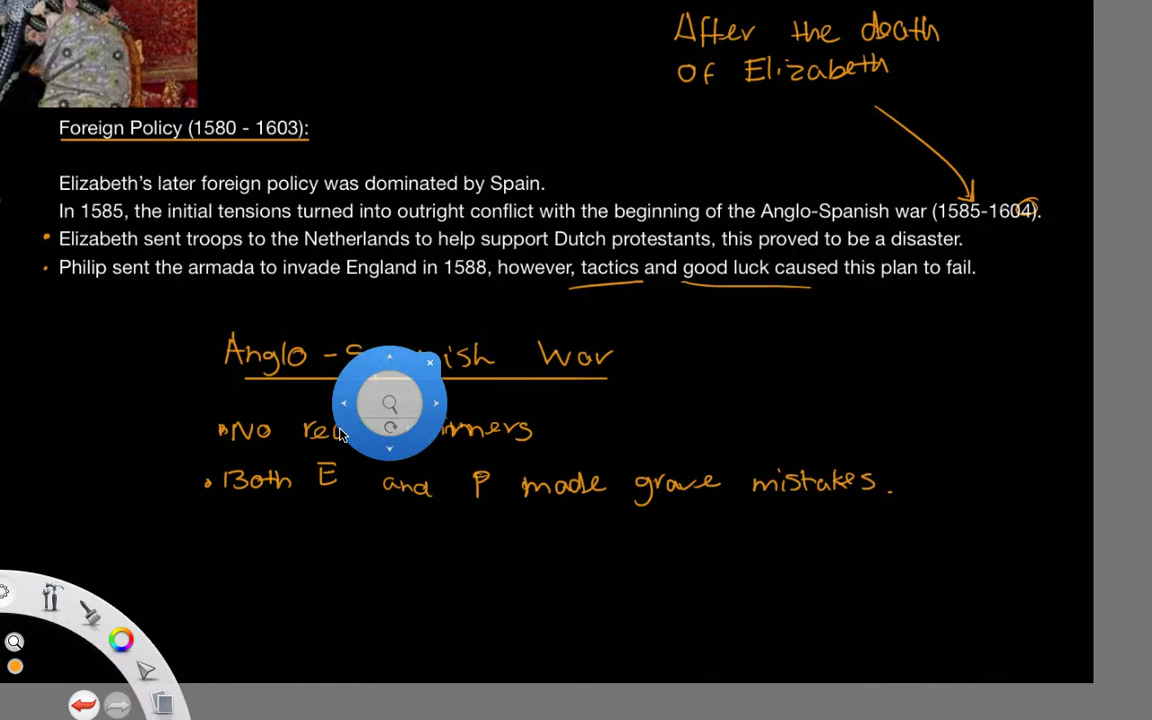 After the death
of Elizabeth
Foreign Policy (1580 - 1603):
Elizabeth's later foreign policy was dominated by Spain.
In 1585, the initial tensions turned into outright conflict with the beginning of the Anglo-Spanish war (1585-1604).
Elizabeth sent troops to the Netherlands to help support Dutch protestants, this proved to be a disaster.
Philip sent the armada to invade England in 1588, however, tactics and good luck caused this plan to fail.
Anglo - War
No
Both E and P made grave mistakes.